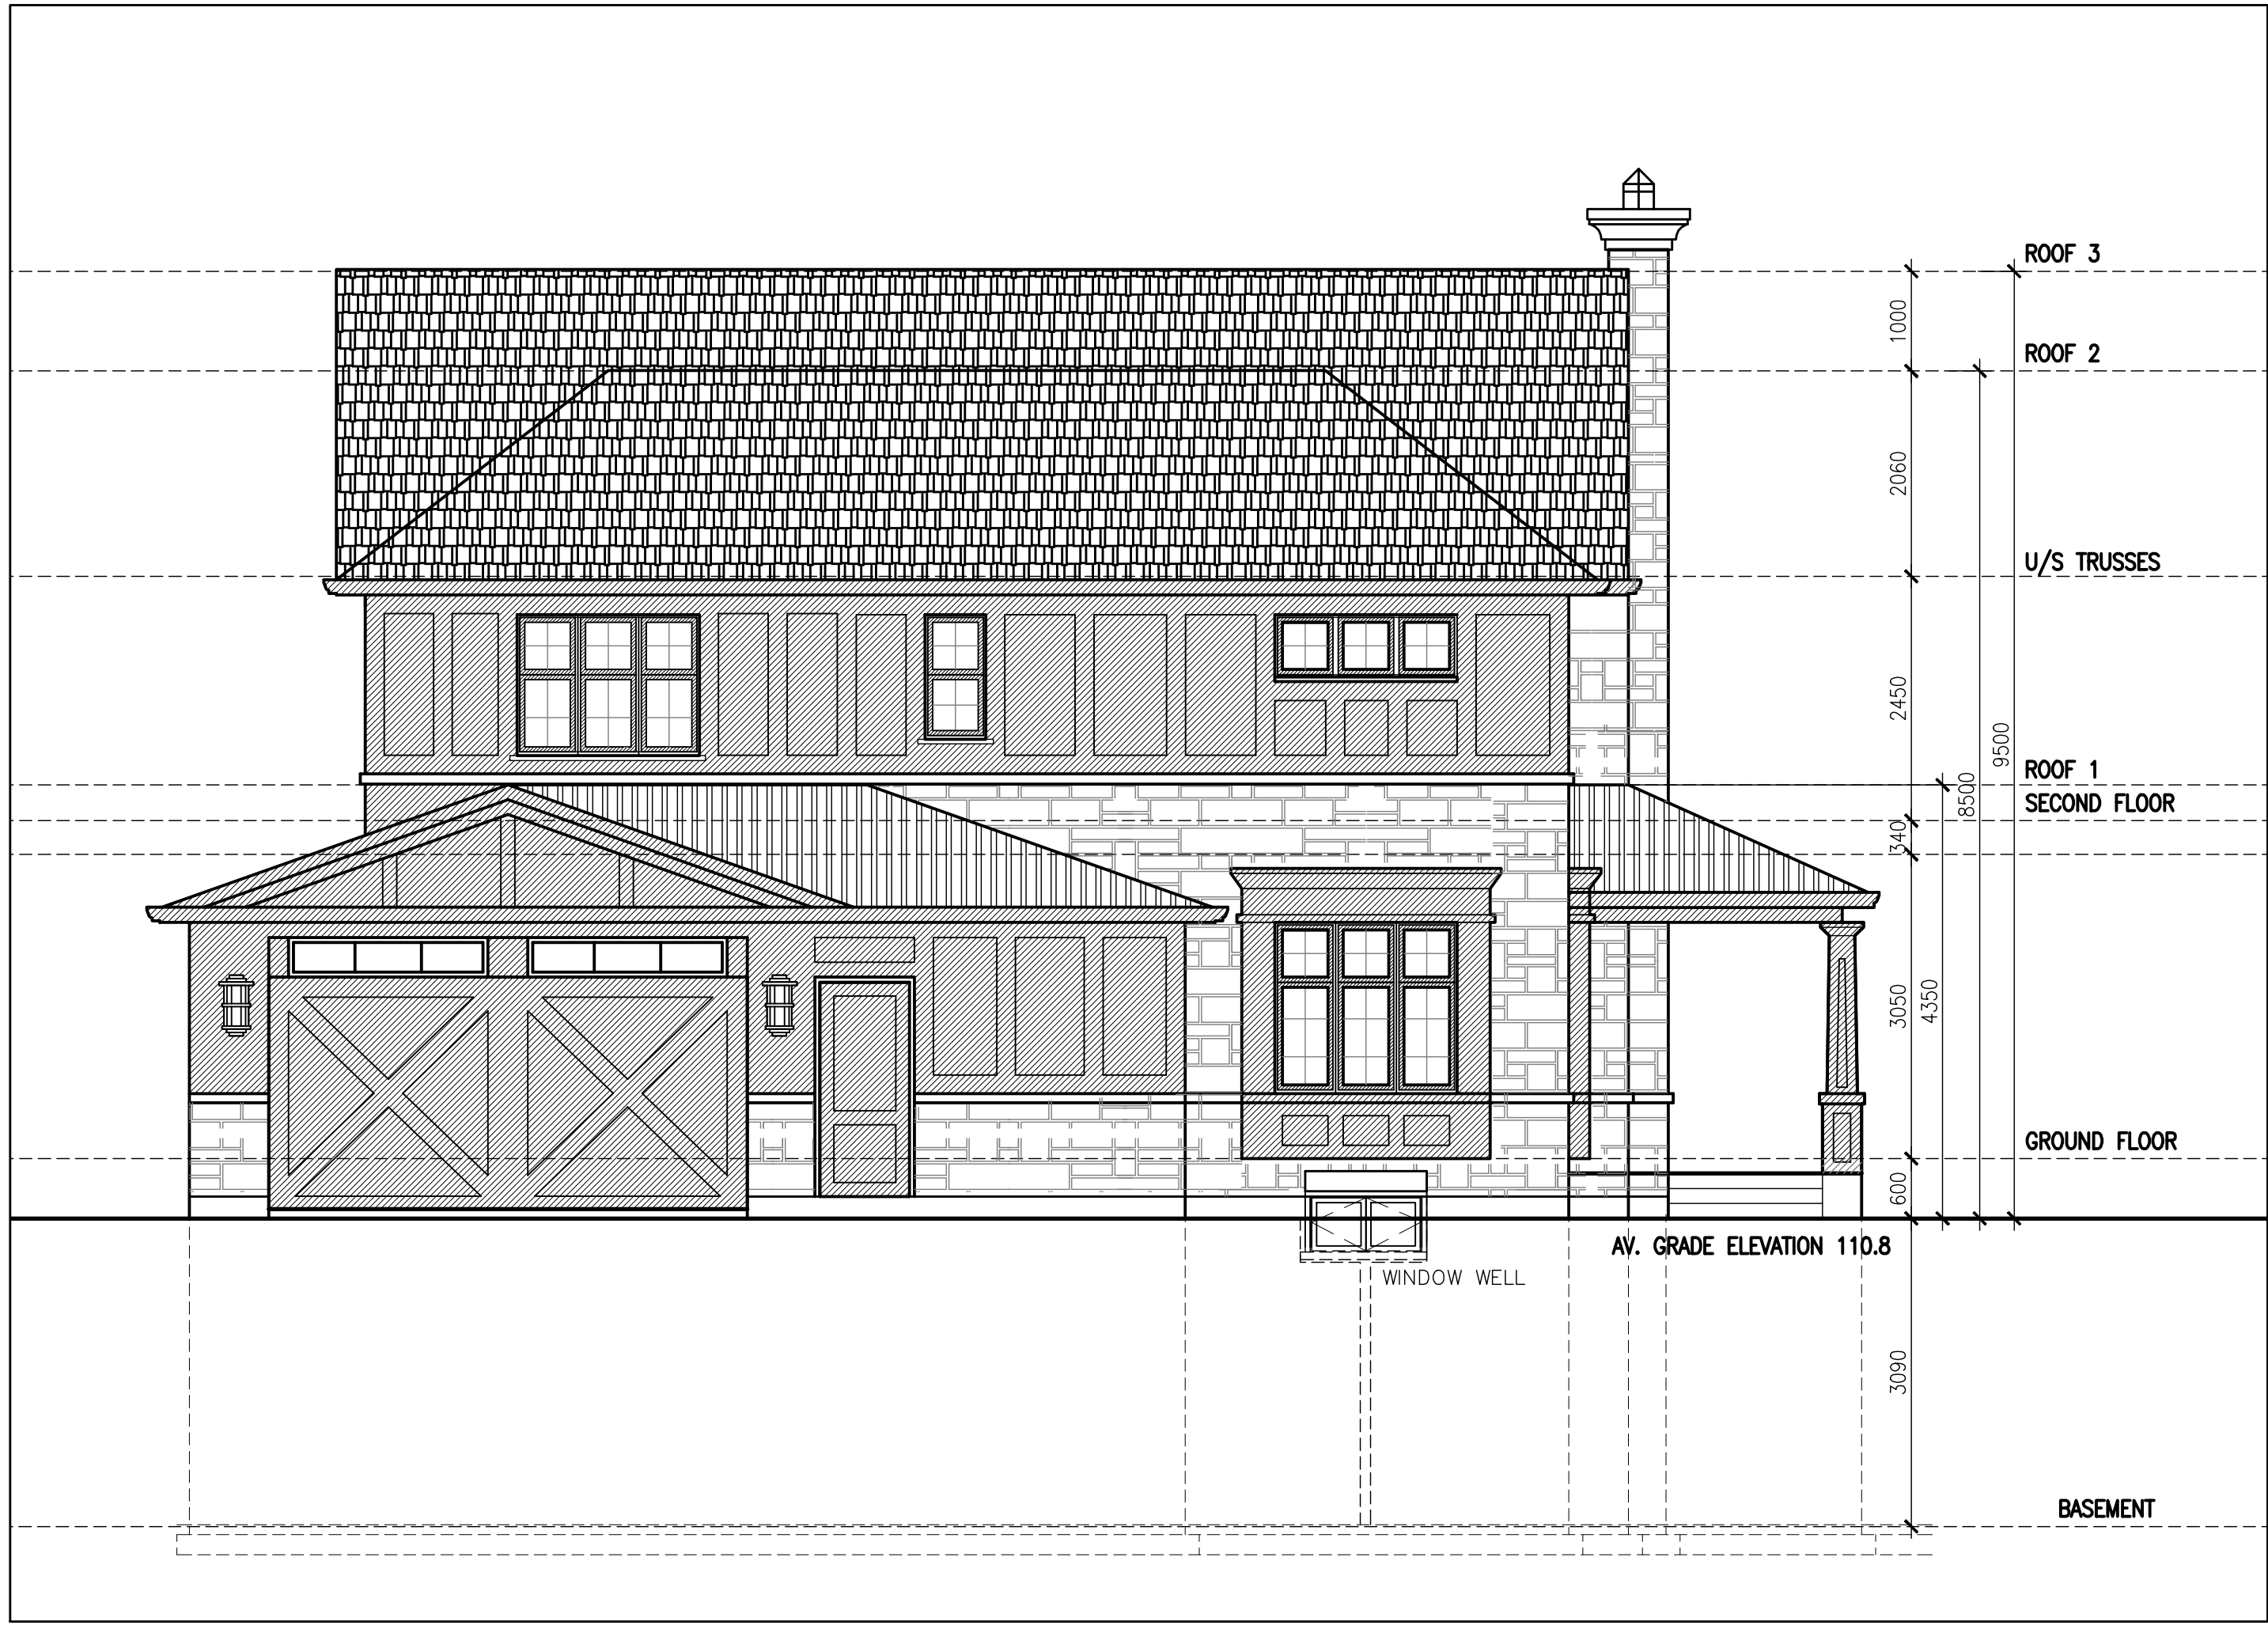 ROOF 3
1000
ROOF 2
2060
U/S TRUSSES
2450
9500
ROOF 1
8500
SECOND FLOOR
340
3050
4350
GROUND FLOOR
600
AV. GRADE ELEVATION 110.8
WINDOW WELL
3090
BASEMENT